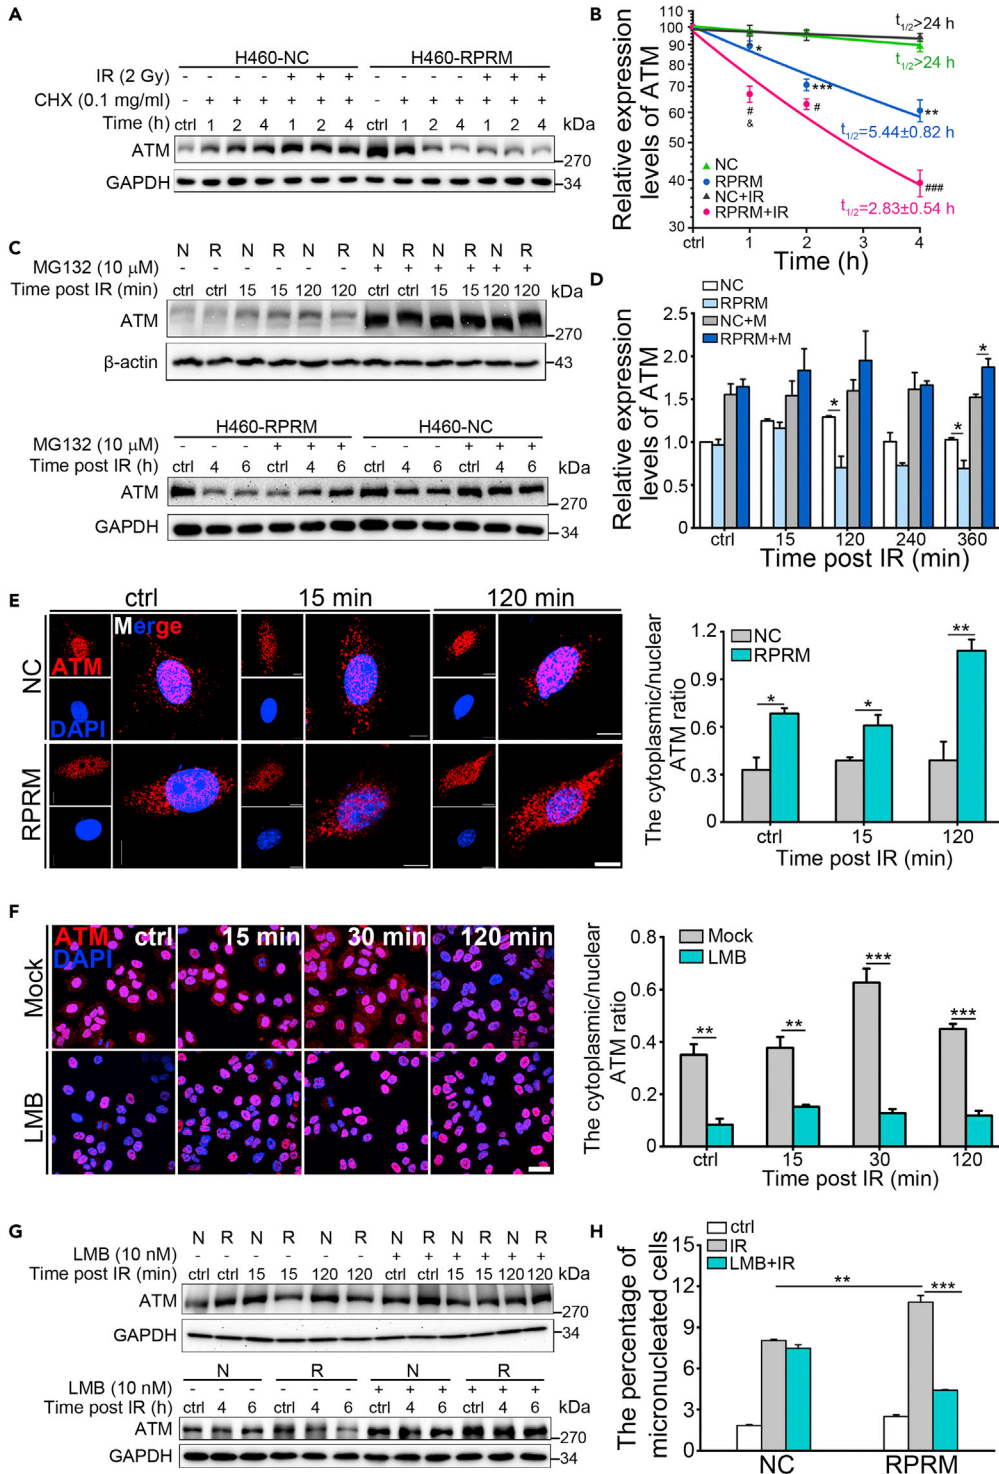 A
H460-NC H460-RPRM
IR (2 Gy) - - - - + + + - - - - + + +
CHX (0.1 mg/ml) - + + + + + + - + + + + + +
Time (h) ctrl 1 2 4 1 2 4 ctrl 1 2 4 1 2 4 kDa
ATM 270
GAPDH 34
B
Relative expression levels of ATM
100
90
80
70
60
50
40
30
t1/2>24 h
t1/2>24 h
*
***
**
#
&
#
###
t1/2=5.44±0.82 h
t1/2=2.83±0.54 h
NC
RPRM
NC+IR
RPRM+IR
ctrl 1 2 4
Time (h)
C
N R N R N R N R N R N R
MG132 (10 μM) - - - - - - + + + + + +
Time post IR (min) ctrl ctrl 15 15 120 120 ctrl ctrl 15 15 120 120 kDa
ATM 270
β-actin 43
H460-RPRM H460-NC
MG132 (10 μM) - - - + + + - - - + + +
Time post IR (h) ctrl 4 6 ctrl 4 6 ctrl 4 6 ctrl 4 6 kDa
ATM 270
GAPDH 34
D
NC
RPRM
NC+M
RPRM+M
Relative expression levels of ATM
2.5
2.0
1.5
1.0
0.5
0
* * *
ctrl 15 120 240 360
Time post IR (min)
E
ctrl 15 min 120 min
NC
ATM
DAPI
Merge
RPRM
The cytoplasmic/nuclear ATM ratio
1.2
0.9
0.6
0.3
0
NC
RPRM
* * **
ctrl 15 120
Time post IR (min)
F
ATM
DAPI
ctrl 15 min 30 min 120 min
Mock
LMB
The cytoplasmic/nuclear ATM ratio
0.8
0.6
0.4
0.2
0
Mock
LMB
** ** *** ***
ctrl 15 30 120
Time post IR (min)
G
N R N R N R N R N R N R
LMB (10 nM) - - - - - - + + + + + +
Time post IR (min) ctrl ctrl 15 15 120 120 ctrl ctrl 15 15 120 120 kDa
ATM 270
GAPDH 34
N R N R
LMB (10 nM) - - - - - - + + + + + +
Time post IR (h) ctrl 4 6 ctrl 4 6 ctrl 4 6 ctrl 4 6 kDa
ATM 270
GAPDH 34
H
ctrl
IR
LMB+IR
The percentage of micronucleated cells
15
12
9
6
3
0
** ***
NC RPRM